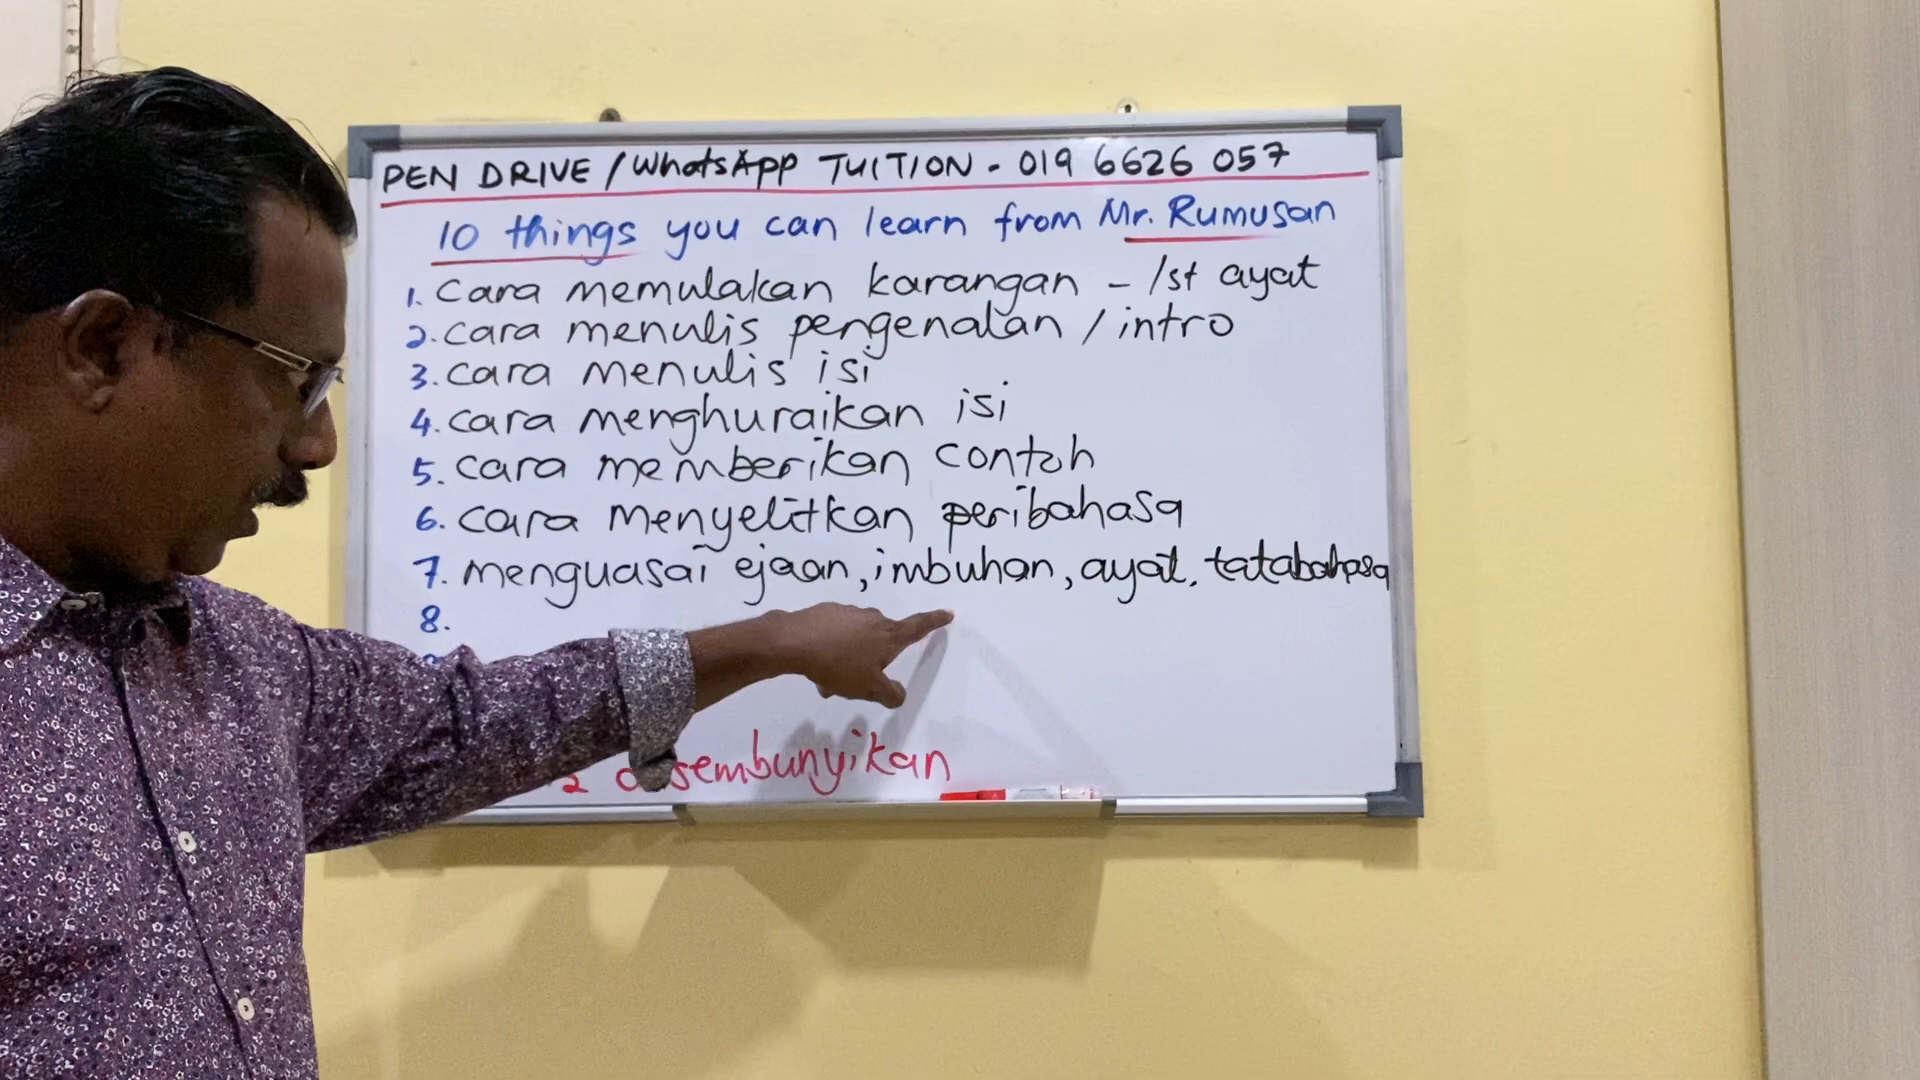 PEN DRIVE / WhatsApp TUITION - 019 6626 057
10 things you can learn from Mr. Rumusan
1. Cara memulakan karangan - 1st ayat
2. Cara menulis pengenalan / intro
3. Cara menulis isi
4. Cara menghuraikan isi
5. Cara memberikan contoh
6. Cara menyelitkan peribahasa
7. menguasai ejaan, imbuhan, ayat, tatabahasa
8.
2 disembunyikan